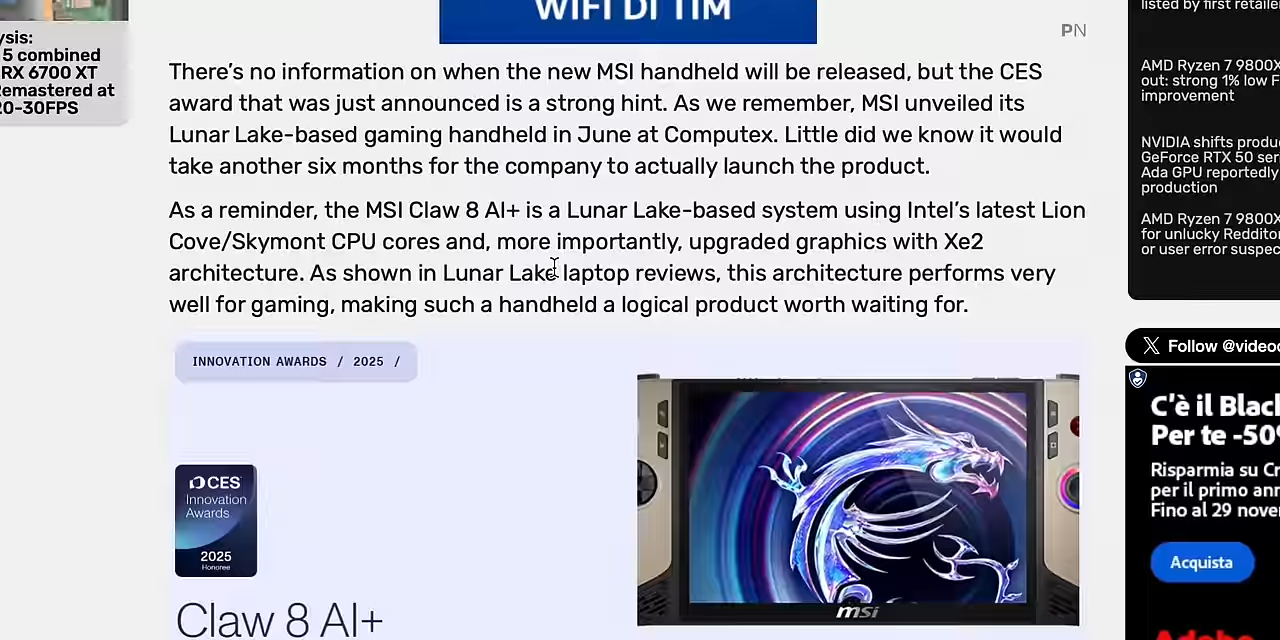 WIFI DI TIM
PN
ysis:
5 combined
RX 6700 XT
Remastered at
20-30FPS
There’s no information on when the new MSI handheld will be released, but the CES
award that was just announced is a strong hint. As we remember, MSI unveiled its
Lunar Lake-based gaming handheld in June at Computex. Little did we know it would
take another six months for the company to actually launch the product.
As a reminder, the MSI Claw 8 AI+ is a Lunar Lake-based system using Intel’s latest Lion
Cove/Skymont CPU cores and, more importantly, upgraded graphics with Xe2
architecture. As shown in Lunar Lake laptop reviews, this architecture performs very
well for gaming, making such a handheld a logical product worth waiting for.
INNOVATION AWARDS / 2025 /
CES
Innovation
Awards
2025
Honoree
Claw 8 AI+
msi
listed by first retaile
AMD Ryzen 7 9800X
out: strong 1% low F
improvement
NVIDIA shifts produ
GeForce RTX 50 ser
Ada GPU reportedly
production
AMD Ryzen 7 9800X
for unlucky Reddito
or user error suspec
Follow @videoc
C'è il Black
Per te -50%
Risparmia su Cr
per il primo ann
Fino al 29 nove
Acquista
Adobe